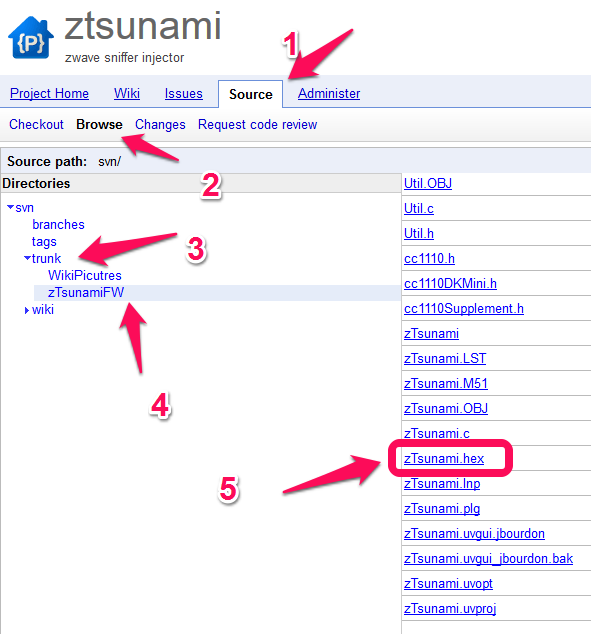 {P}
ztsunami
zwave sniffer injector
1
Project Home Wiki Issues Source Administer
Checkout Browse Changes Request code review
Source path: svn/
2
Directories
svn
branches
tags
trunk
3
WikiPicutres
zTsunamiFW
wiki
4
Util.OBJ
Util.c
Util.h
cc1110.h
cc1110DKMini.h
cc1110Supplement.h
zTsunami
zTsunami.LST
zTsunami.M51
zTsunami.OBJ
zTsunami.c
zTsunami.hex
5
zTsunami.lnp
zTsunami.plg
zTsunami.uvgui.jbourdon
zTsunami.uvgui_jbourdon.bak
zTsunami.uvopt
zTsunami.uvproj